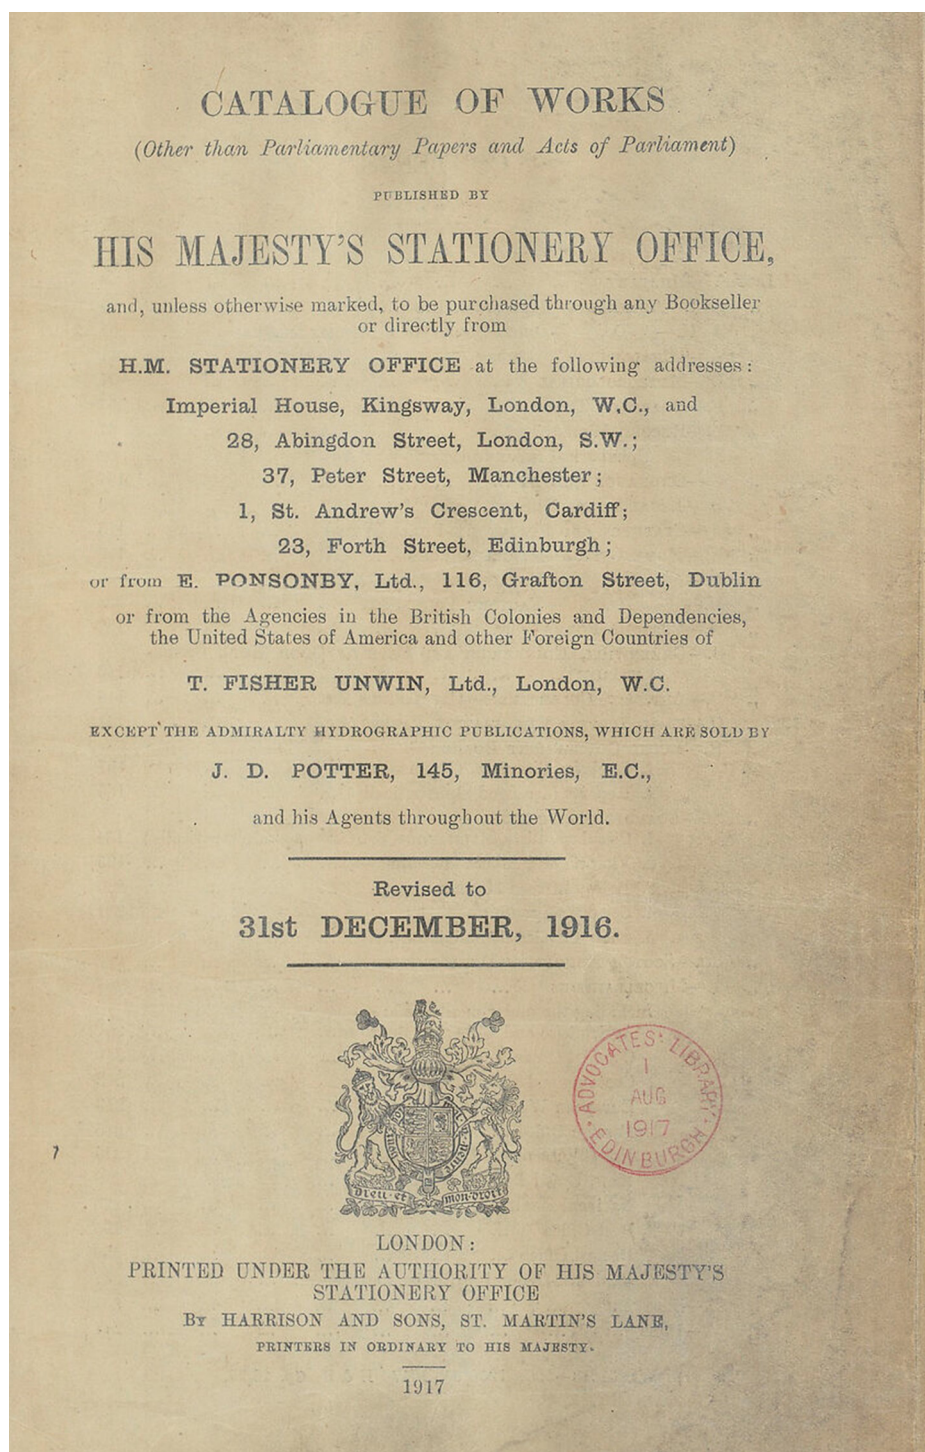 CATALOGUE OF WORKS
(Other than Parliamentary Papers and Acts of Parliament)
PUBLISHED BY
HIS MAJESTY'S STATIONERY OFFICE,
and, unless otherwise marked, to be purchased through any Bookseller
or directly from
H.M. STATIONERY OFFICE at the following addresses:
Imperial House, Kingsway, London, W.C., and
28, Abingdon Street, London, S.W.;
37, Peter Street, Manchester;
1, St. Andrew's Crescent, Cardiff;
23, Forth Street, Edinburgh;
or from E. PONSONBY, Ltd., 116, Grafton Street, Dublin
or from the Agencies in the British Colonies and Dependencies,
the United States of America and other Foreign Countries of
T. FISHER UNWIN, Ltd., London, W.C.
EXCEPT THE ADMIRALTY HYDROGRAPHIC PUBLICATIONS, WHICH ARE SOLD BY
J. D. POTTER, 145, Minories, E.C.,
and his Agents throughout the World.
Revised to
31st DECEMBER, 1916.
Dieu et mon droit
ADVOCATES' LIBRARY
1
AUG
1917
EDINBURGH
LONDON:
PRINTED UNDER THE AUTHORITY OF HIS MAJESTY'S
STATIONERY OFFICE
BY HARRISON AND SONS, ST. MARTIN'S LANE,
PRINTERS IN ORDINARY TO HIS MAJESTY.
1917